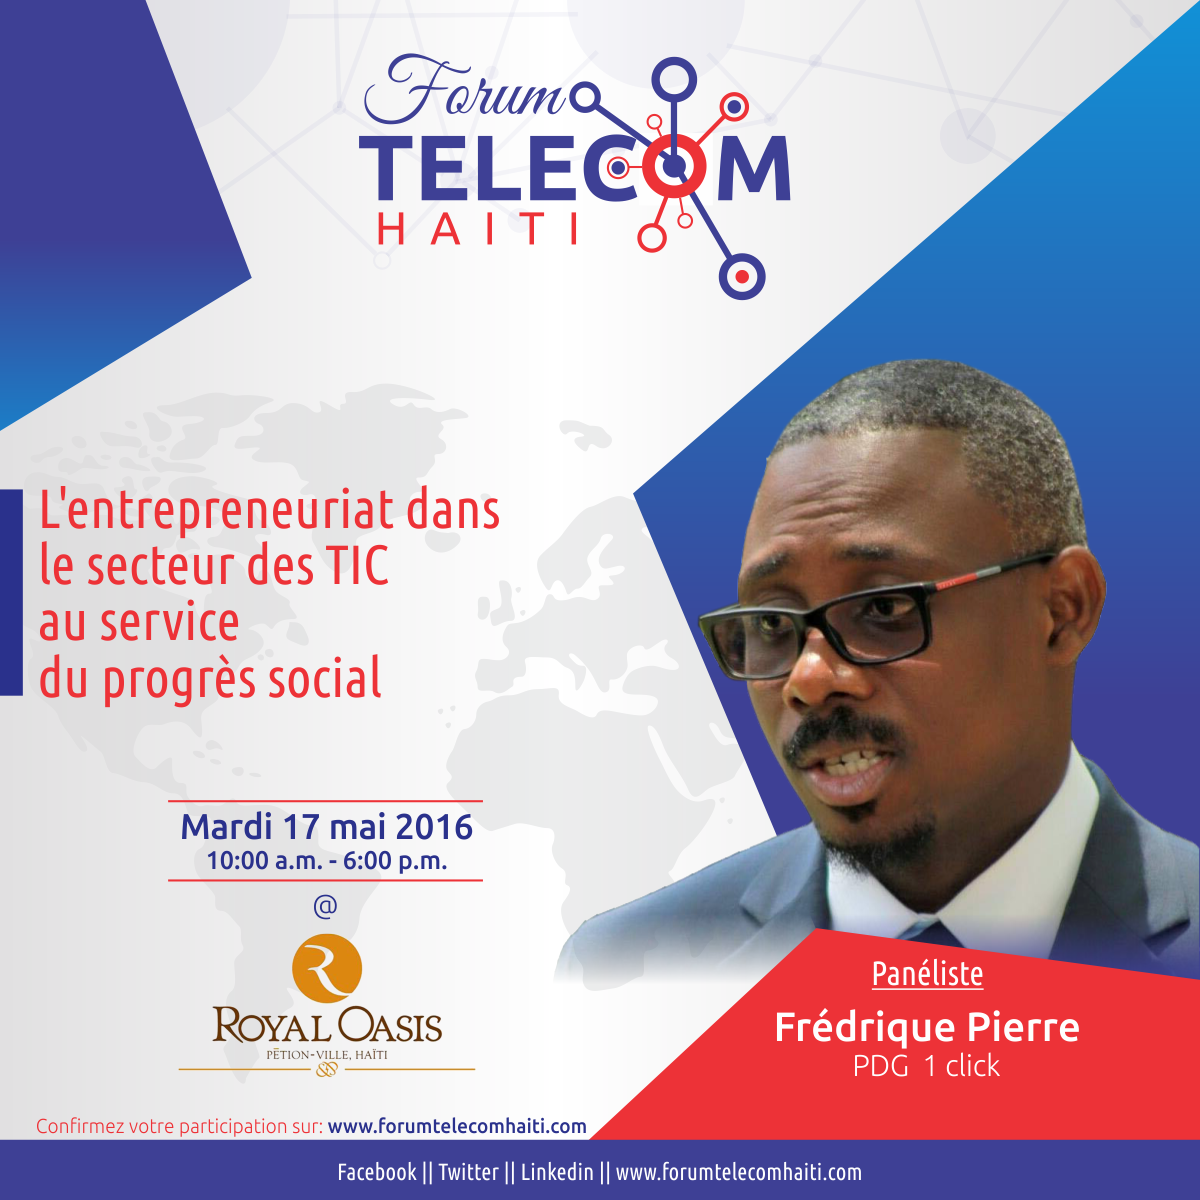 Forum
TELECOM
HAITI
L'entrepreneuriat dans
le secteur des TIC
au service
du progrès social
Mardi 17 mai 2016
10:00 a.m. - 6:00 p.m.
@
R
ROYAL OASIS
PÉTION-VILLE, HAÏTI
Panéliste
Frédrique Pierre
PDG 1 click
Confirmez votre participation sur: www.forumtelecomhaiti.com
Facebook || Twitter || Linkedin || www.forumtelecomhaiti.com